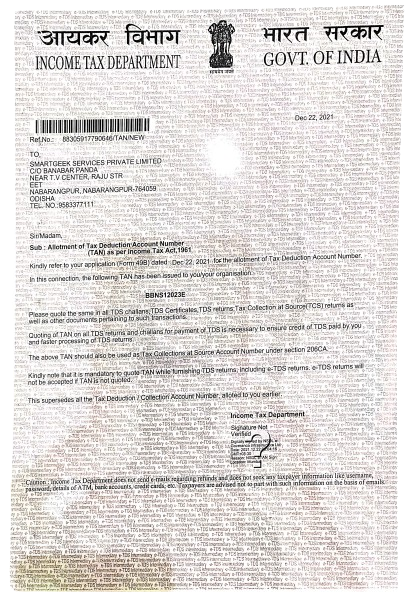 आयकर विभाग
INCOME TAX DEPARTMENT
भारत सरकार
GOVT. OF INDIA
Dec 22, 2021
Ref.No.: 88305917790646/TAN/NEW
TO,
SMARTGEEK SERVICES PRIVATE LIMITED
C/O BANABAR PANDA
NEAR T.V CENTER, RAJU STR
EET
NABARANGPUR, NABARANGPUR-764059
ODISHA
TEL. NO.:9583377111
Sir/Madam,
Sub : Allotment of Tax Deduction Account Number
(TAN) as per Income Tax Act,1961
Kindly refer to your application (Form 49B) dated : Dec 22, 2021 for the allotment of Tax Deduction Account Number.
In this connection, the following TAN has been issued to you/your organisation.
BBNS12023E
Please quote the same in all TDS challans,TDS Certificates,TDS returns,Tax Collection at Source(TCS) returns as
well as other documents pertaining to such transactions.
Quoting of TAN on all TDS returns and challans for payment of TDS is necessary to ensure credit of TDS paid by you
and faster processing of TDS returns.
The above TAN should also be used as Tax Collections at Source Account Number under section 206CA.
Kindly note that it is mandatory to quote TAN while furnishing TDS returns, including e-TDS returns. e-TDS returns will
not be accepted if TAN is not quoted.
This supersedes all the Tax Deduction / Collection Account Number, alloted to you earlier.
Income Tax Department
Signature Not
Verified
Caution : Income Tax Department does not send e-mails regarding refunds and does not seek any taxpayer information like username,
password, details of ATM, bank accounts, credit cards, etc. Taxpayers are advised not to part with such information on the basis of emails.